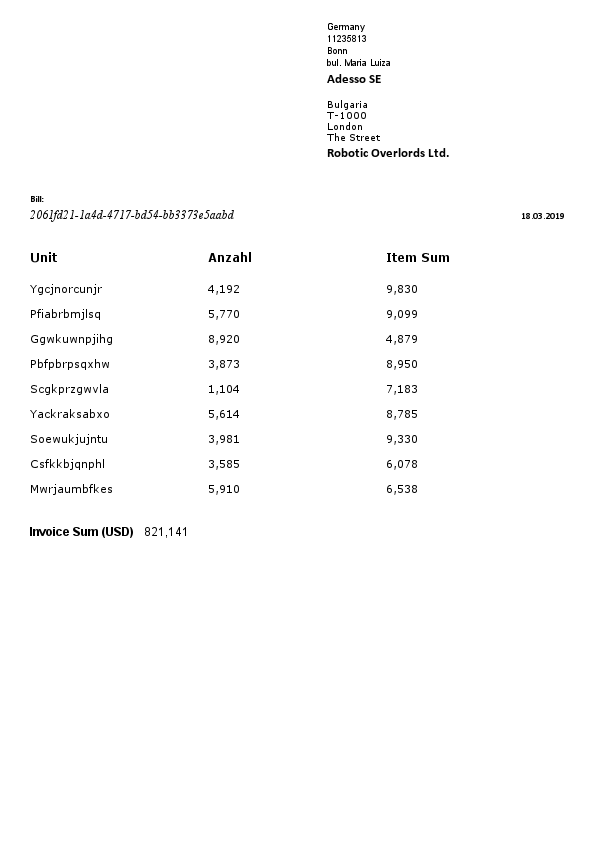 Germany
11235813
Bonn
bul. Maria Luiza
Adesso SE
Bulgaria
T-1000
London
The Street
Robotic Overlords Ltd.
Bill:
2061fd21-1a4d-4717-bd54-bb3373e5aabd 18.03.2019
Unit Anzahl Item Sum
Ygcjnorcunjr 4,192 9,830
Pfiabrbmjlsq 5,770 9,099
Ggwkuwnpjihg 8,920 4,879
Pbfpbrpsqxhw 3,873 8,950
Scgkprzgwvla 1,104 7,183
Yackraksabxo 5,614 8,785
Soewukjujntu 3,981 9,330
Csfkkbjqnphl 3,585 6,078
Mwrjaumbfkes 5,910 6,538
Invoice Sum (USD) 821,141